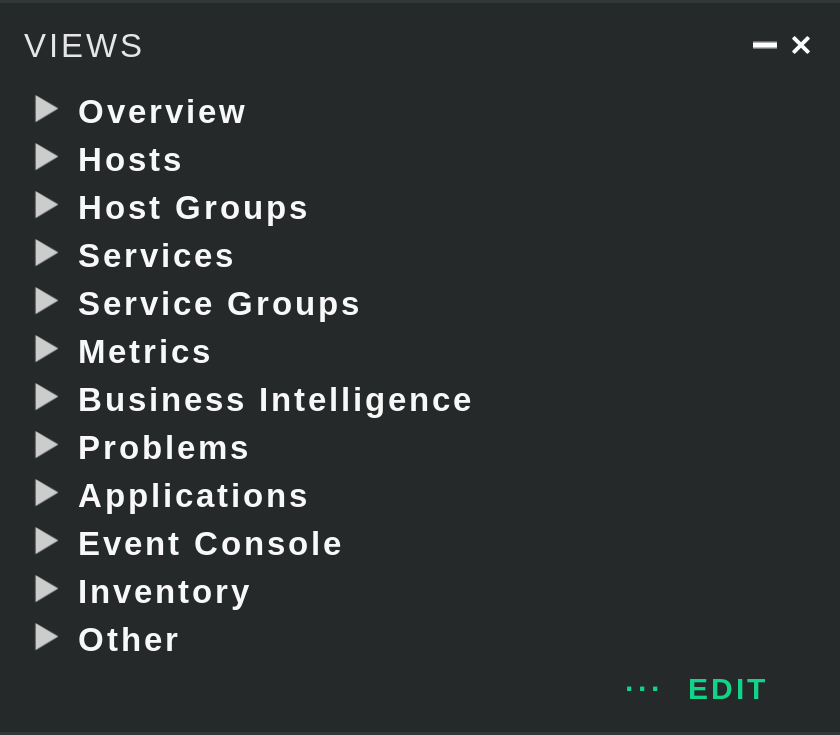 VIEWS
Overview
Hosts
Host Groups
Services
Service Groups
Metrics
Business Intelligence
Problems
Applications
Event Console
Inventory
Other
... EDIT